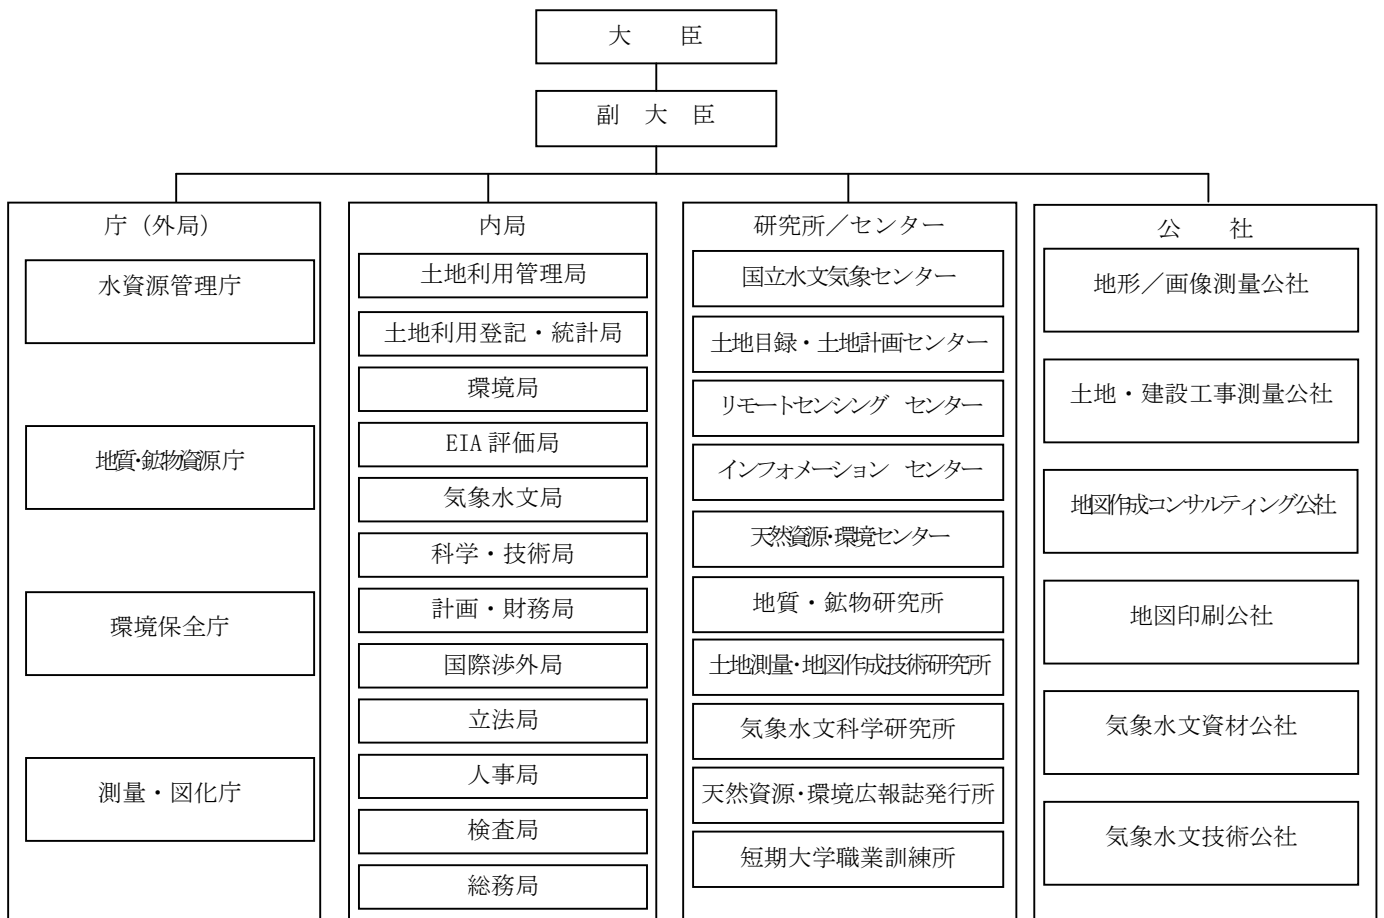 大　　臣
副　大　臣
庁（外局）
水資源管理庁
地質・鉱物資源庁
環境保全庁
測量・図化庁
内局
土地利用管理局
土地利用登記・統計局
環境局
EIA 評価局
気象水文局
科学・技術局
計画・財務局
国際渉外局
立法局
人事局
検査局
総務局
研究所／センター
国立水文気象センター
土地目録・土地計画センター
リモートセンシング　センター
インフォメーション　センター
天然資源・環境センター
地質・鉱物研究所
土地測量・地図作成技術研究所
気象水文科学研究所
天然資源・環境広報誌発行所
短期大学職業訓練所
公　　社
地形／画像測量公社
土地・建設工事測量公社
地図作成コンサルティング公社
地図印刷公社
気象水文資材公社
気象水文技術公社